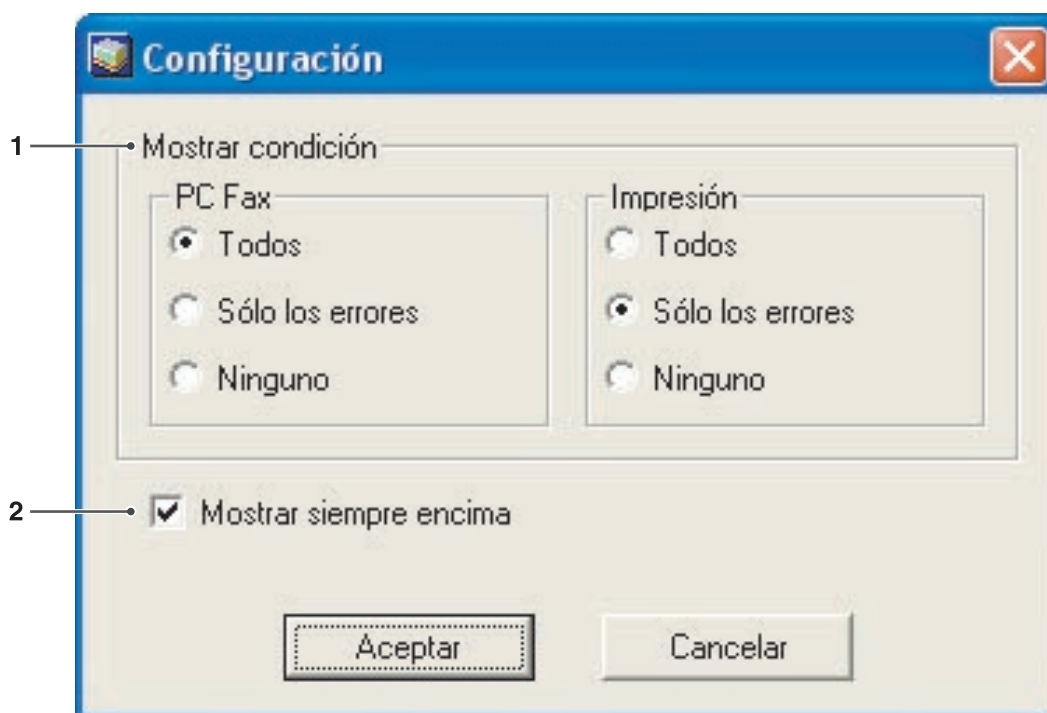 Configuración
1
Mostrar condición
PC Fax
Todos
Sólo los errores
Ninguno
Impresión
Todos
Sólo los errores
Ninguno
2
Mostrar siempre encima
Aceptar
Cancelar